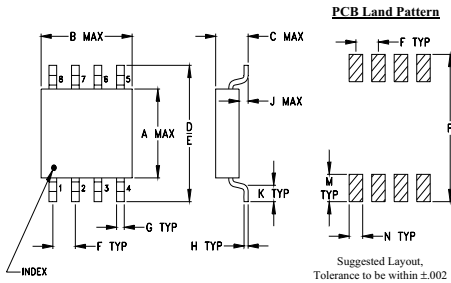 PCB Land Pattern
B MAX
C MAX
F TYP
8 7 6 5
J MAX
A MAX
D
E
P
1 2 3 4
K TYP
M
TYP
G TYP
F TYP
H TYP
N TYP
INDEX
Suggested Layout,
Tolerance to be within ±.002